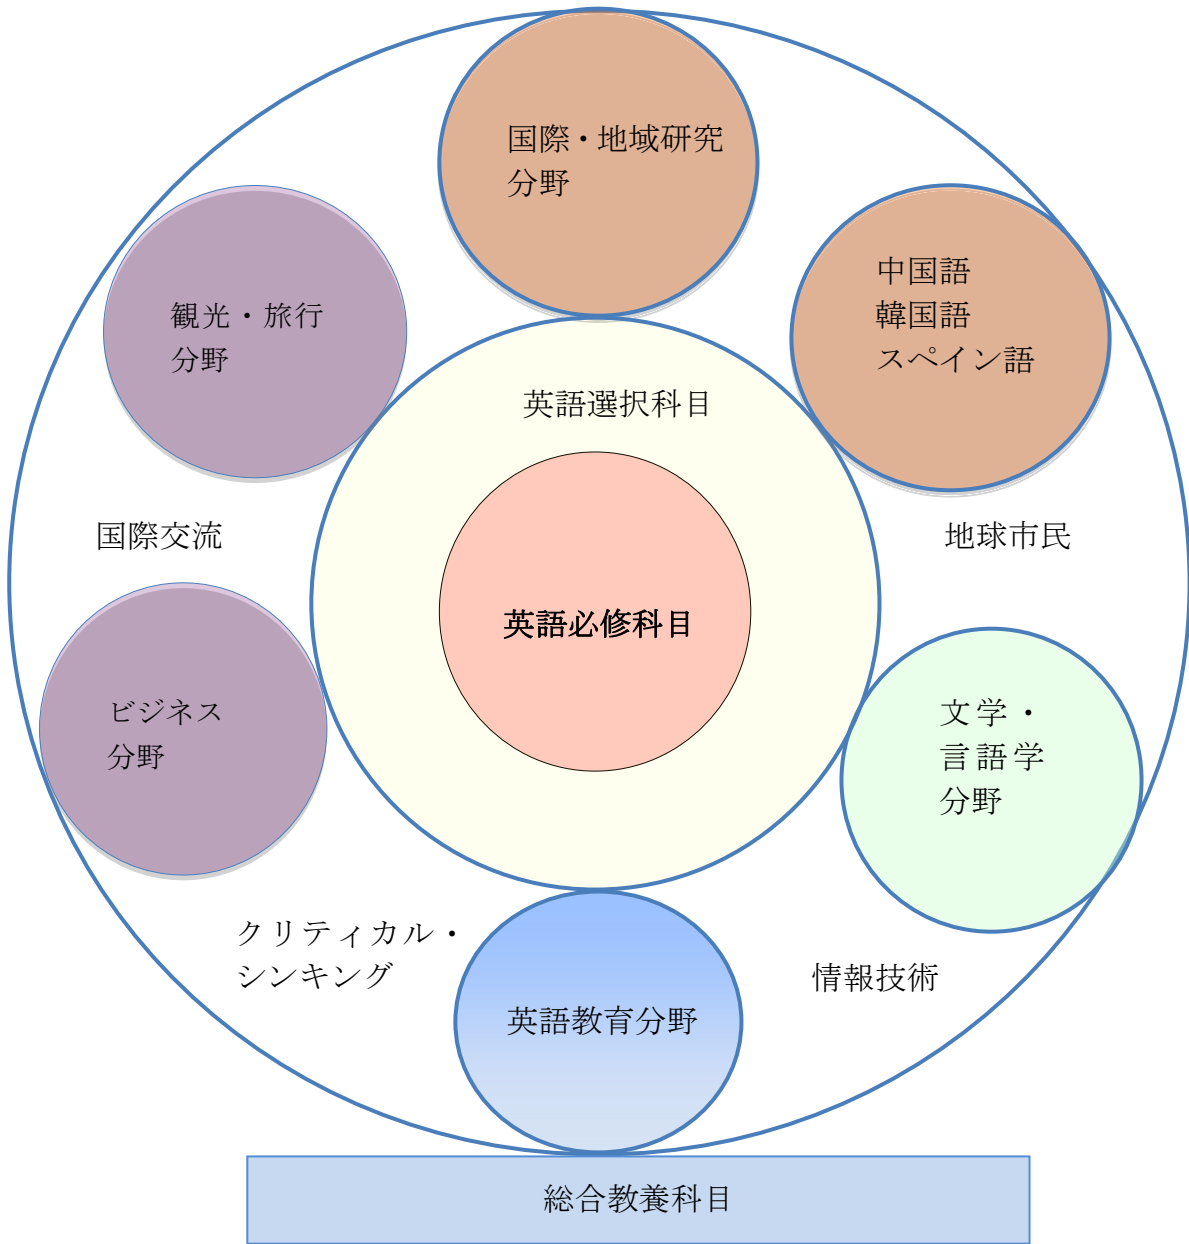 国際・地域研究
分野
中国語
韓国語
スペイン語
観光・旅行
分野
英語選択科目
国際交流
地球市民
英語必修科目
ビジネス
分野
文学・
言語学
分野
クリティカル・
シンキング
情報技術
英語教育分野
総合教養科目